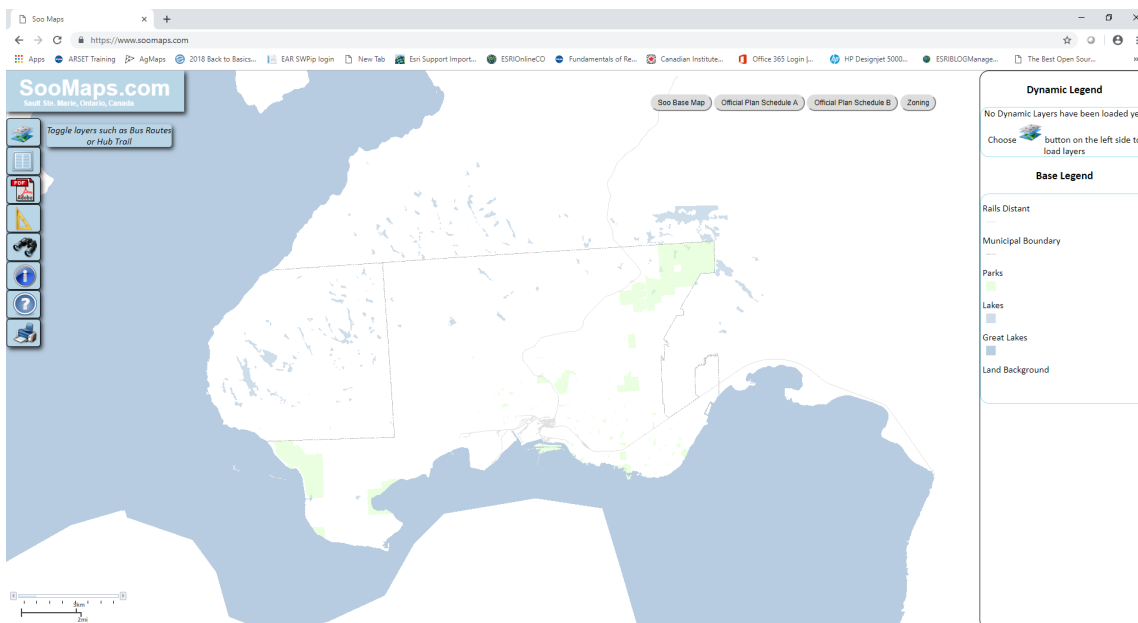 Soo Maps
https://www.soomaps.com
Apps ARSET Training AgMaps 2018 Back to Basics... EAR SWPip login New Tab Esri Support Import... ESRIOnlineCO Fundamentals of Re... Canadian Institute... Office 365 Login |... HP Designjet 5000... ESRIBLOGManage... The Best Open Sour...
SooMaps.com
Sault Ste. Marie, Ontario, Canada
Toggle layers such as Bus Routes
or Hub Trail
PDF
Adobe
Soo Base Map Official Plan Schedule A Official Plan Schedule B Zoning
Dynamic Legend
No Dynamic Layers have been loaded ye
Choose button on the left side to
load layers
Base Legend
Rails Distant
Municipal Boundary
Parks
Lakes
Great Lakes
Land Background
3km
2mi